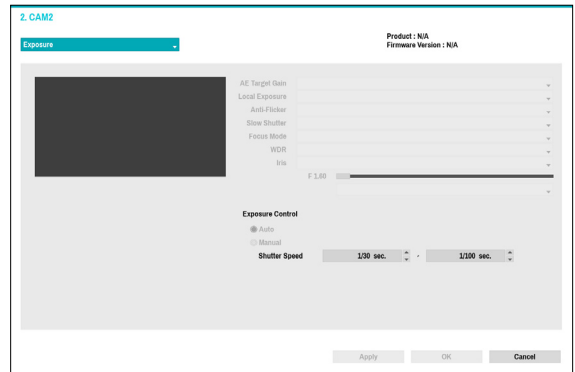 2. CAM2
Exposure
Product : N/A
Firmware Version : N/A
AE Target Gain
Local Exposure
Anti-Flicker
Slow Shutter
Focus Mode
WDR
Iris
F 1.60
Exposure Control
Auto
Manual
Shutter Speed 1/30 sec. - 1/100 sec.
Apply OK Cancel